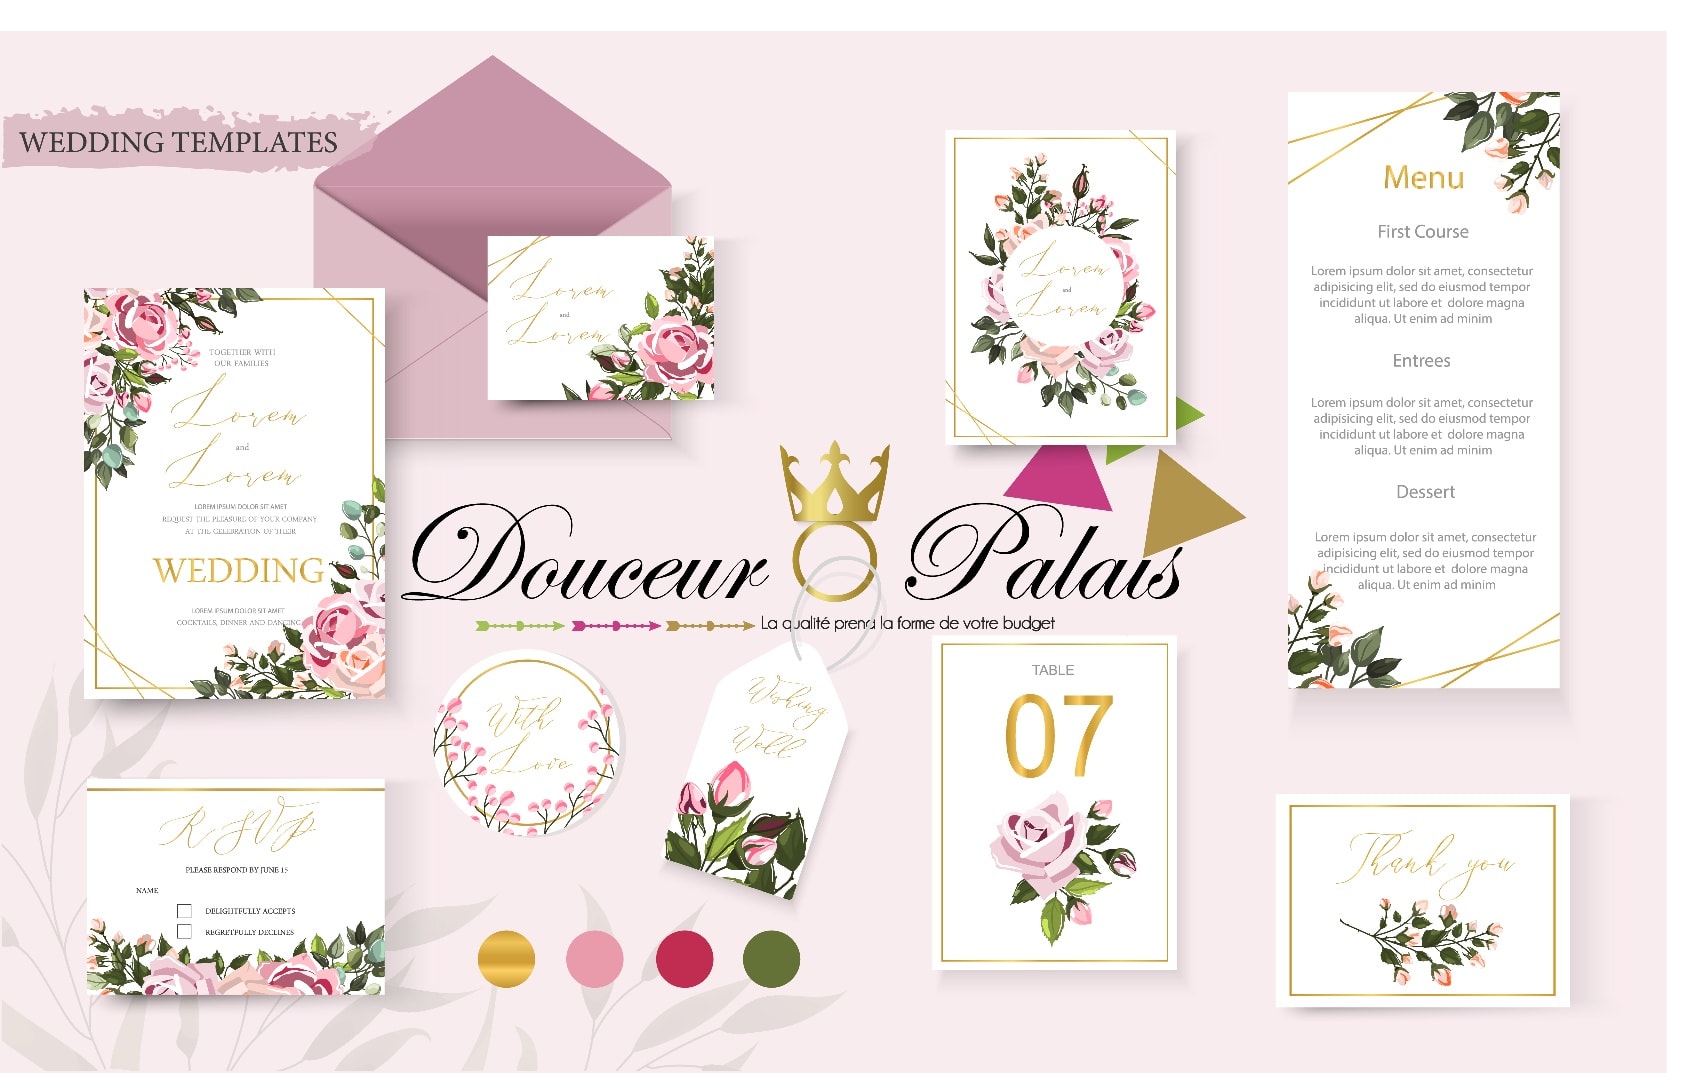 WEDDING TEMPLATES
TOGETHER WITH
OUR FAMILIES
Lorem
and
Lorem
LOREM IPSUM DOLOR SIT AMET
REQUEST THE PLEASURE OF YOUR COMPANY
AT THE CELEBRATION OF THEIR
WEDDING
LOREM IPSUM DOLOR SIT AMET
COCKTAILS, DINNER AND DANCING
Lorem
and
Lorem
Lorem
and
Lorem
Menu
First Course
Lorem ipsum dolor sit amet, consectetur
adipisicing elit, sed do eiusmod tempor
incididunt ut labore et dolore magna
aliqua. Ut enim ad minim
Entrees
Lorem ipsum dolor sit amet, consectetur
adipisicing elit, sed do eiusmod tempor
incididunt ut labore et dolore magna
aliqua. Ut enim ad minim
Dessert
Lorem ipsum dolor sit amet, consectetur
adipisicing elit, sed do eiusmod tempor
incididunt ut labore et dolore magna
aliqua. Ut enim ad minim
Douceur Palais
La qualité prend la forme de votre budget
With
Love
Wishing
Well
TABLE
07
RSVP
PLEASE RESPOND BY JUNE 15
NAME
DELIGHTFULLY ACCEPTS
REGRETFULLY DECLINES
Thank you